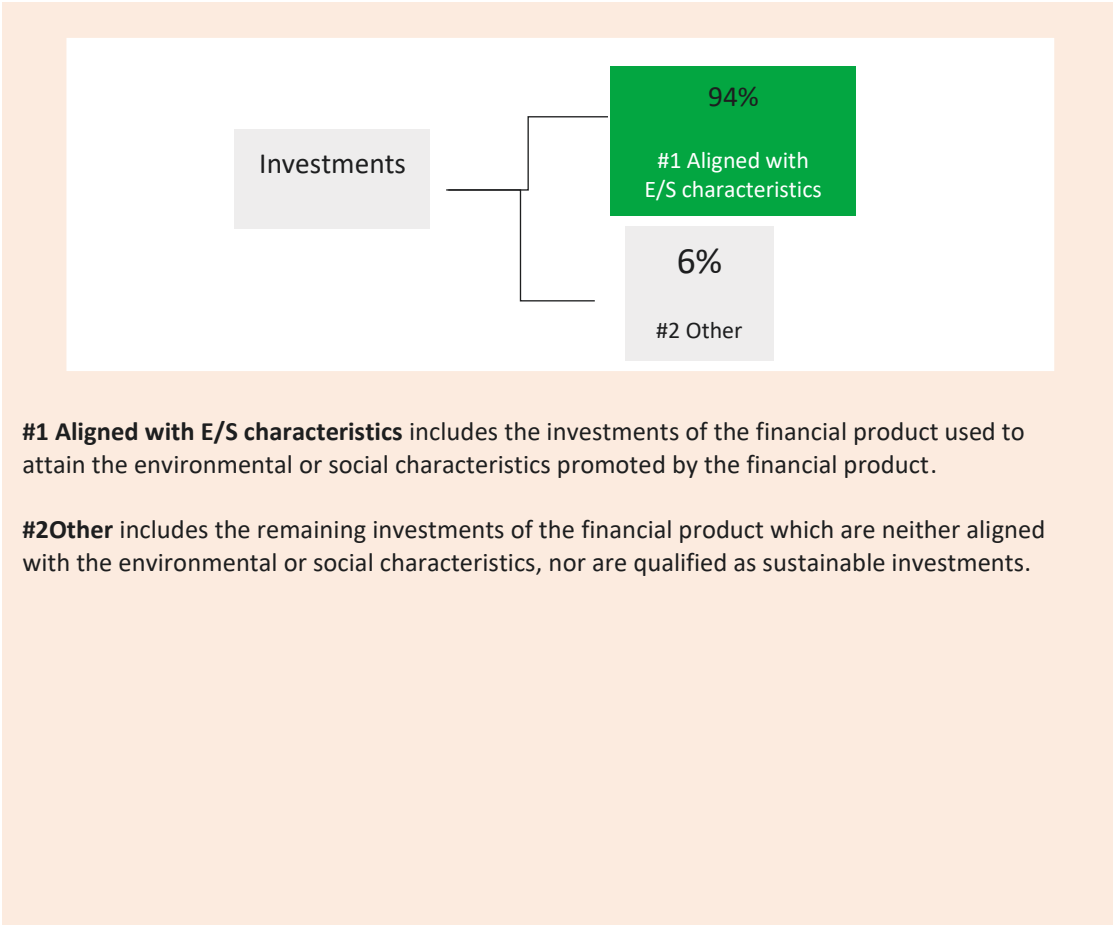 Investments
94%
#1 Aligned with
E/S characteristics
6%
#2 Other
#1 Aligned with E/S characteristics includes the investments of the financial product used to
attain the environmental or social characteristics promoted by the financial product.
#2Other includes the remaining investments of the financial product which are neither aligned
with the environmental or social characteristics, nor are qualified as sustainable investments.